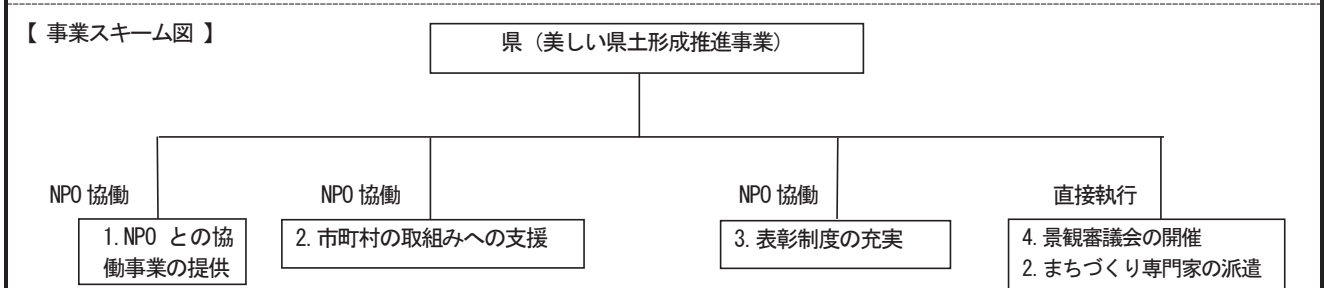 【 事業スキーム図 】
県（美しい県土形成推進事業）
NPO 協働
NPO 協働
NPO 協働
直接執行
1. NPO との協
働事業の提供
2. 市町村の取組みへの支援
3. 表彰制度の充実
4. 景観審議会の開催
2. まちづくり専門家の派遣